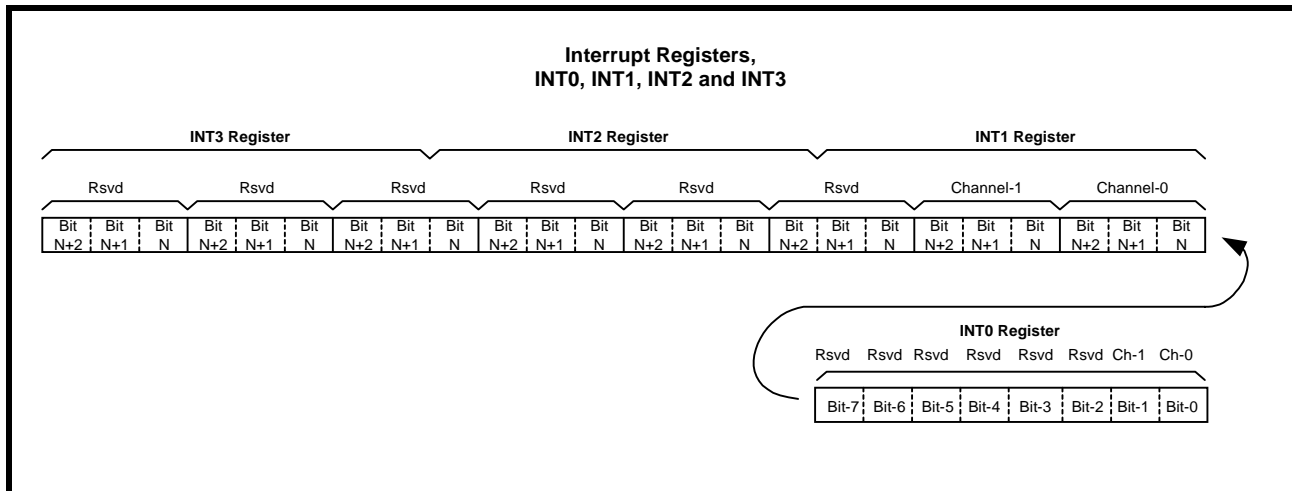 Interrupt Registers,
INT0, INT1, INT2 and INT3
INT3 Register INT2 Register INT1 Register
Rsvd Rsvd Rsvd Rsvd Rsvd Rsvd Channel-1 Channel-0
Bit Bit Bit Bit Bit Bit Bit Bit Bit Bit Bit Bit Bit Bit Bit Bit Bit Bit Bit Bit Bit Bit Bit Bit
N+2 N+1 N N+2 N+1 N N+2 N+1 N N+2 N+1 N N+2 N+1 N N+2 N+1 N N+2 N+1 N N+2 N+1 N
INT0 Register
Rsvd Rsvd Rsvd Rsvd Rsvd Rsvd Ch-1 Ch-0
Bit-7 Bit-6 Bit-5 Bit-4 Bit-3 Bit-2 Bit-1 Bit-0